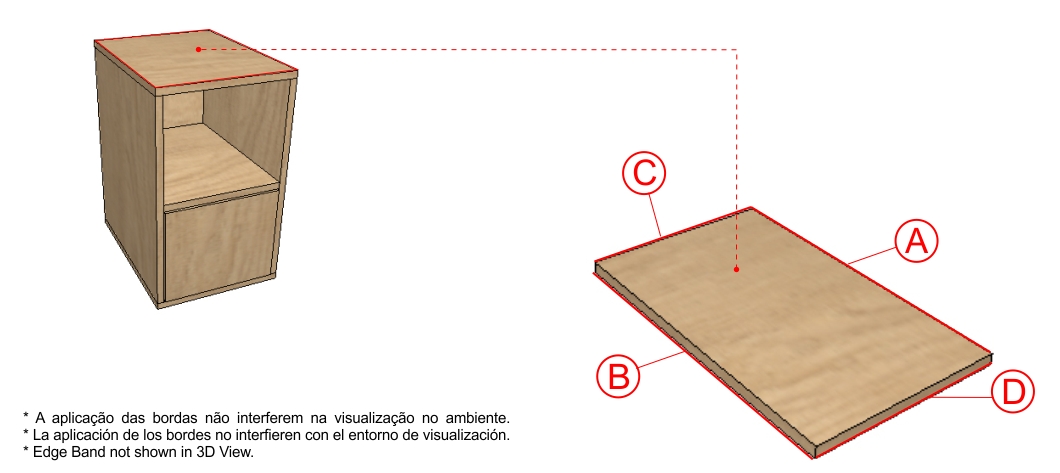 C
A
B
D
* A aplicação das bordas não interferem na visualização no ambiente.
* La aplicación de los bordes no interfieren con el entorno de visualización.
* Edge Band not shown in 3D View.